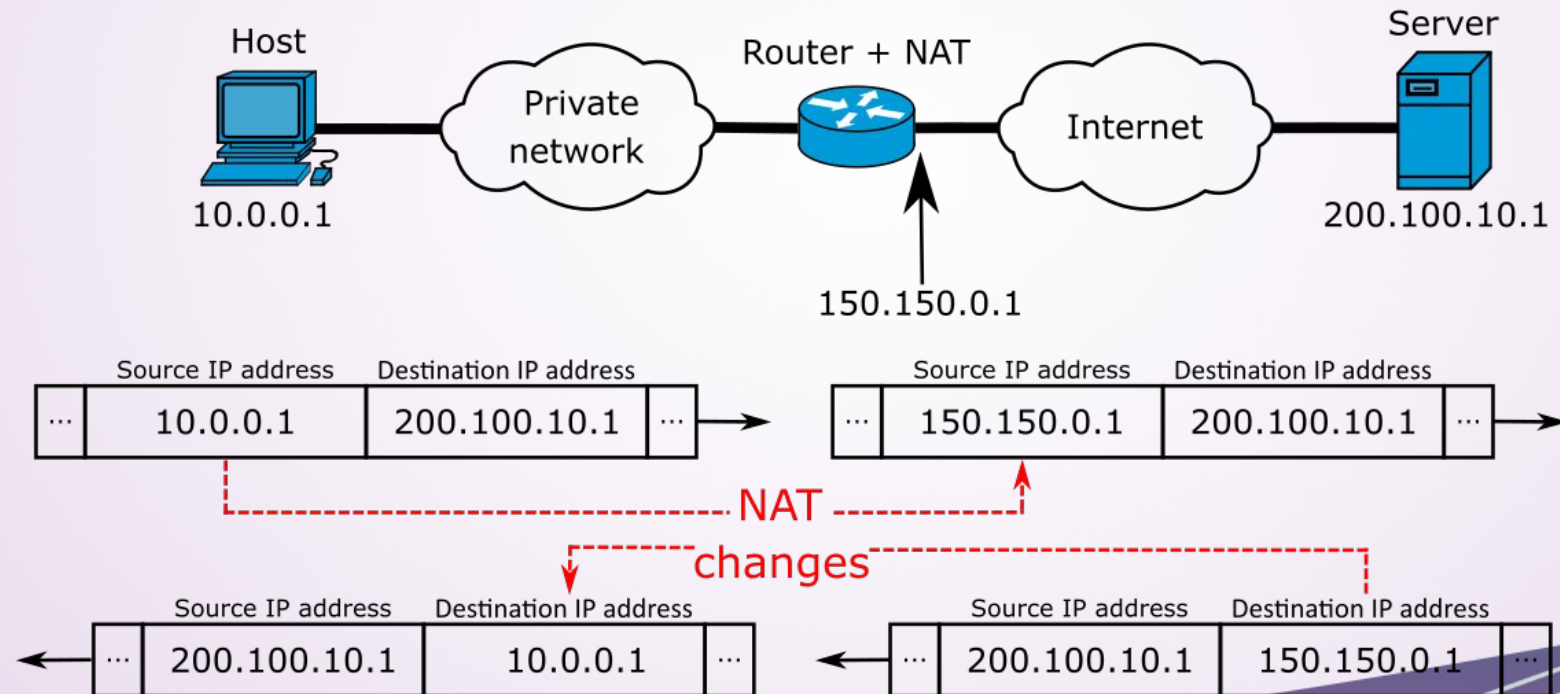 Host
Private
network
10.0.0.1
Router + NAT
150.150.0.1
Internet
Server
200.100.10.1
Source IP address Destination IP address
... 10.0.0.1 200.100.10.1 ...
Source IP address Destination IP address
... 150.150.0.1 200.100.10.1 ...
NAT
changes
Source IP address Destination IP address
... 200.100.10.1 10.0.0.1 ...
Source IP address Destination IP address
... 200.100.10.1 150.150.0.1 ...